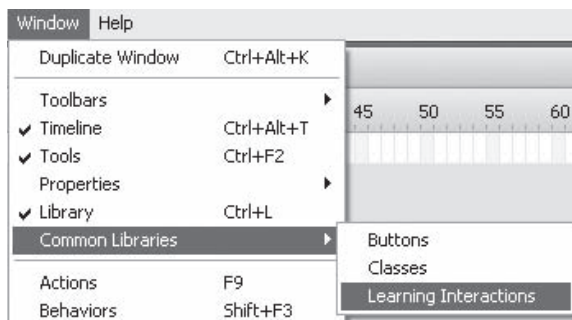 Window Help
Duplicate Window Ctrl+Alt+K
Toolbars
45 50 55 60
Timeline Ctrl+Alt+T
Tools Ctrl+F2
Properties
Library Ctrl+L
Common Libraries
Buttons
Classes
Learning Interactions
Actions F9
Behaviors Shift+F3